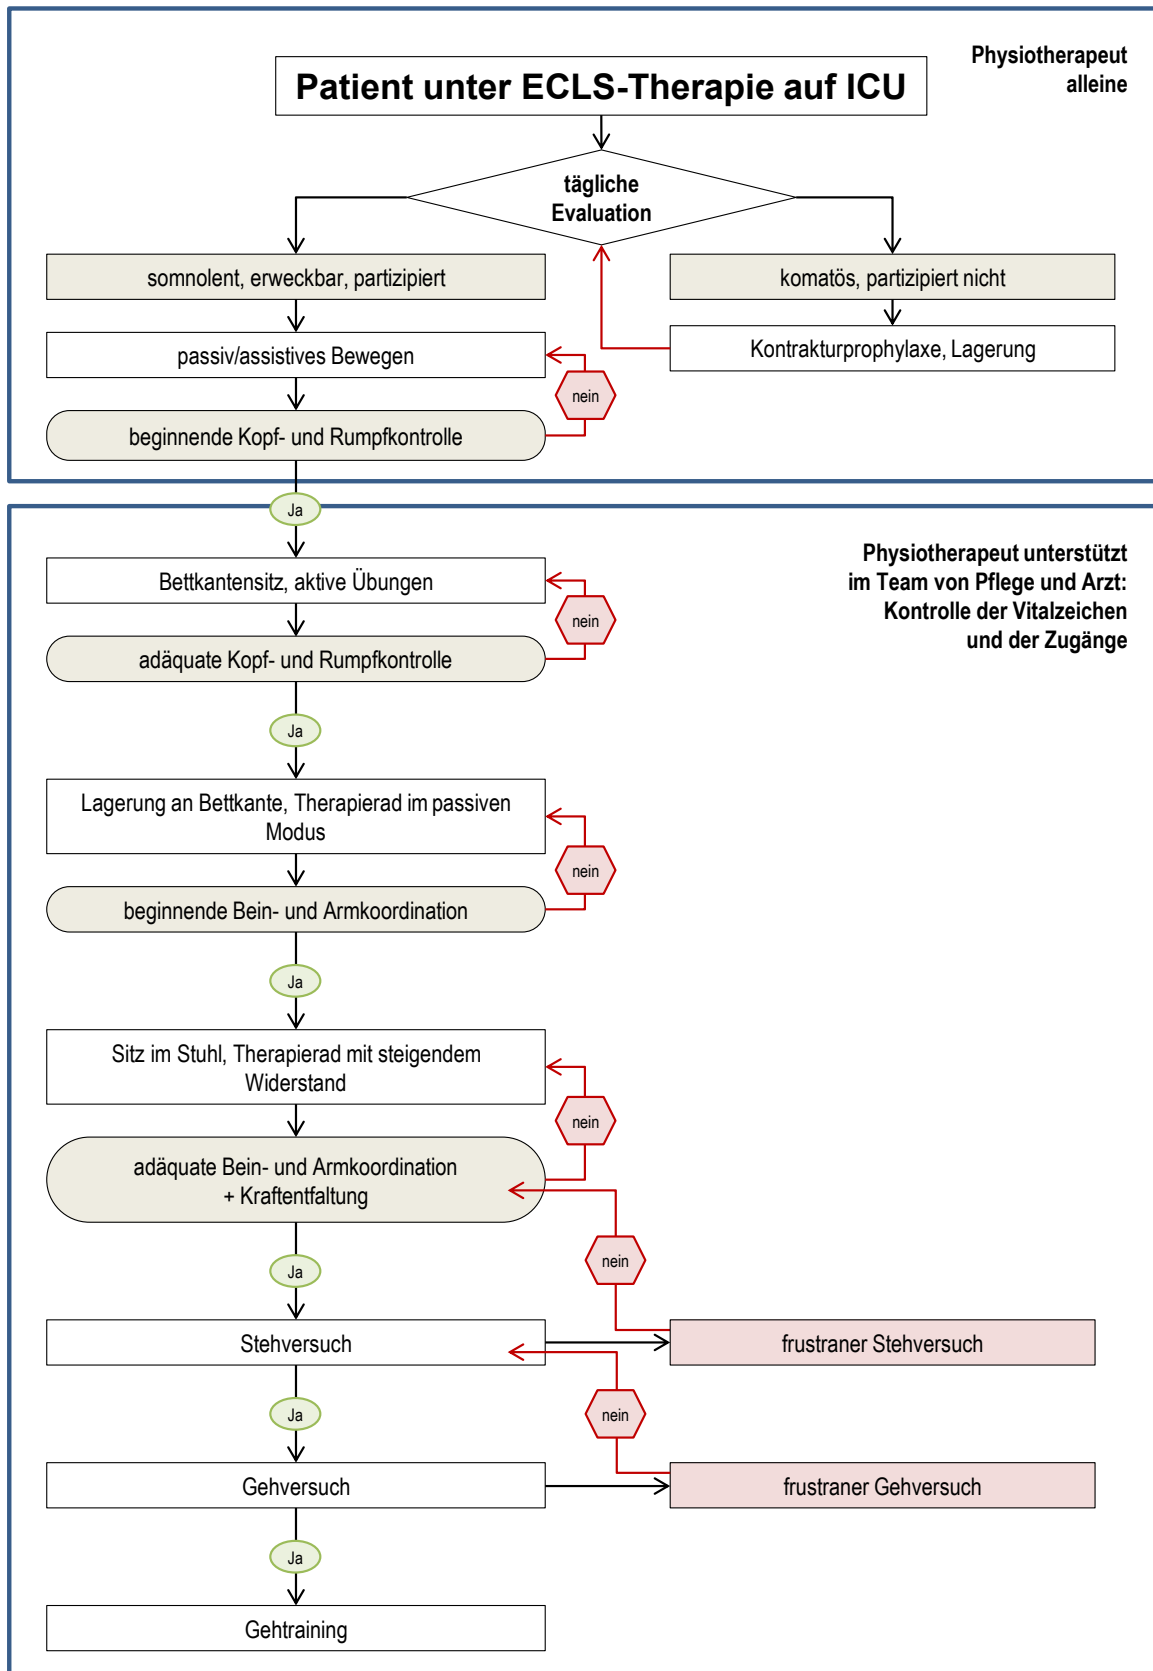 Physiotherapeut
alleine
Patient unter ECLS-Therapie auf ICU
tägliche
Evaluation
somnolent, erweckbar, partizipiert
komatös, partizipiert nicht
passiv/assistives Bewegen
Kontrakturprophylaxe, Lagerung
nein
beginnende Kopf- und Rumpfkontrolle
Ja
Physiotherapeut unterstützt
im Team von Pflege und Arzt:
Kontrolle der Vitalzeichen
und der Zugänge
Bettkantensitz, aktive Übungen
nein
adäquate Kopf- und Rumpfkontrolle
Ja
Lagerung an Bettkante, Therapierad im passiven
Modus
nein
beginnende Bein- und Armkoordination
Ja
Sitz im Stuhl, Therapierad mit steigendem
Widerstand
nein
adäquate Bein- und Armkoordination
+ Kraftentfaltung
nein
Ja
Stehversuch
frustraner Stehversuch
Ja
nein
Gehversuch
frustraner Gehversuch
Ja
Gehtraining